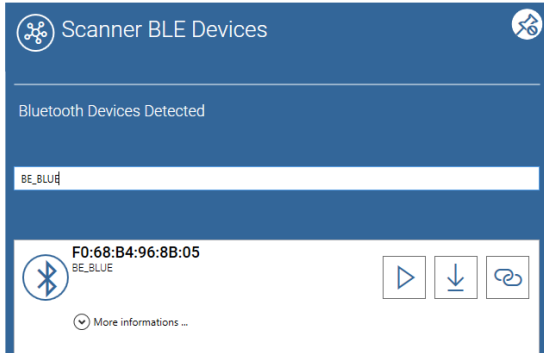 Scanner BLE Devices
Bluetooth Devices Detected
BE_BLUE
F0:68:B4:96:8B:05
BE_BLUE
More informations ...